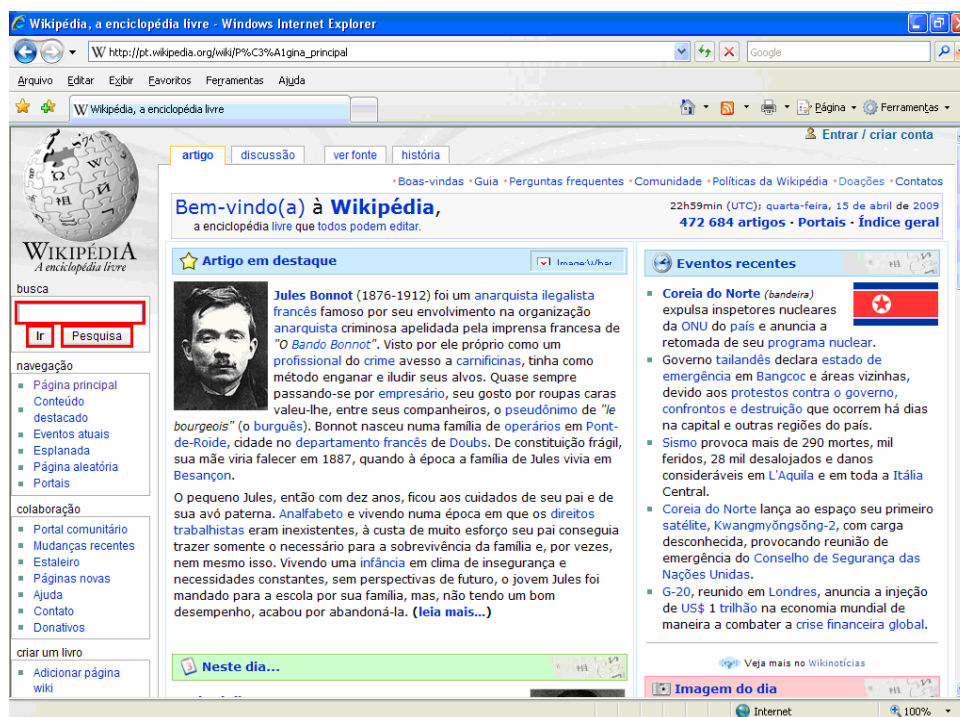 Wikipédia, a enciclopédia livre - Windows Internet Explorer
W http://pt.wikipedia.org/wiki/P%C3%A1gina_principal
Google
Arquivo Editar Exibir Favoritos Ferramentas Ajuda
W Wikipédia, a enciclopédia livre
Página Ferramentas
Entrar / criar conta
artigo discussão ver fonte história
Boas-vindas Guia Perguntas frequentes Comunidade Políticas da Wikipédia Doações Contatos
WIKIPÉDIA
A enciclopédia livre
busca
Ir Pesquisa
navegação
Página principal
Conteúdo
destacado
Eventos atuais
Esplanada
Página aleatória
Portais
colaboração
Portal comunitário
Mudanças recentes
Estaleiro
Páginas novas
Ajuda
Contato
Donativos
criar um livro
Adicionar página
wiki
Bem-vindo(a) à Wikipédia,
a enciclopédia livre que todos podem editar.
22h59min (UTC); quarta-feira, 15 de abril de 2009
472 684 artigos · Portais · Índice geral
Artigo em destaque
Jules Bonnot (1876-1912) foi um anarquista ilegalista
francês famoso por seu envolvimento na organização
anarquista criminosa apelidada pela imprensa francesa de
"O Bando Bonnot". Visto por ele próprio como um
profissional do crime avesso a carnificinas, tinha como
método enganar e iludir seus alvos. Quase sempre
passando-se por empresário, seu gosto por roupas caras
valeu-lhe, entre seus companheiros, o pseudônimo de "le
bourgeois" (o burguês). Bonnot nasceu numa família de operários em Pont-
de-Roide, cidade no departamento francês de Doubs. De constituição frágil,
sua mãe viria falecer em 1887, quando à época a família de Jules vivia em
Besançon.
O pequeno Jules, então com dez anos, ficou aos cuidados de seu pai e de
sua avó paterna. Analfabeto e vivendo numa época em que os direitos
trabalhistas eram inexistentes, à custa de muito esforço seu pai conseguia
trazer somente o necessário para a sobrevivência da família e, por vezes,
nem mesmo isso. Vivendo uma infância em clima de insegurança e
necessidades constantes, sem perspectivas de futuro, o jovem Jules foi
mandado para a escola por sua família, mas, não tendo um bom
desempenho, acabou por abandoná-la. (leia mais...)
Neste dia...
Eventos recentes
Coreia do Norte (bandeira)
expulsa inspetores nucleares
da ONU do país e anuncia a
retomada de seu programa nuclear.
Governo tailandês declara estado de
emergência em Bangcoc e áreas vizinhas,
devido aos protestos contra o governo,
confrontos e destruição que ocorrem há dias
na capital e outras regiões do país.
Sismo provoca mais de 290 mortes, mil
feridos, 28 mil desalojados e danos
consideráveis em L'Aquila e em toda a Itália
Central.
Coreia do Norte lança ao espaço seu primeiro
satélite, Kwangmyŏngsŏng-2, com carga
desconhecida, provocando reunião de
emergência do Conselho de Segurança das
Nações Unidas.
G-20, reunido em Londres, anuncia a injeção
de US$ 1 trilhão na economia mundial de
maneira a combater a crise financeira global.
Veja mais no Wikinotícias
Imagem do dia
Internet 100%